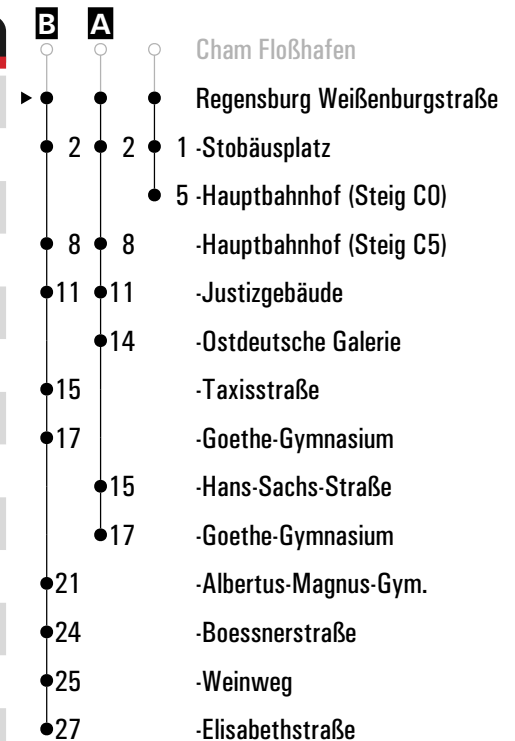 B A
Cham Floßhafen
Regensburg Weißenburgstraße
2 2 1 -Stobäusplatz
5 -Hauptbahnhof (Steig C0)
8 8 -Hauptbahnhof (Steig C5)
11 11 -Justizgebäude
14 -Ostdeutsche Galerie
15 -Taxisstraße
17 -Goethe-Gymnasium
15 -Hans-Sachs-Straße
17 -Goethe-Gymnasium
21 -Albertus-Magnus-Gym.
24 -Boessnerstraße
25 -Weinweg
27 -Elisabethstraße